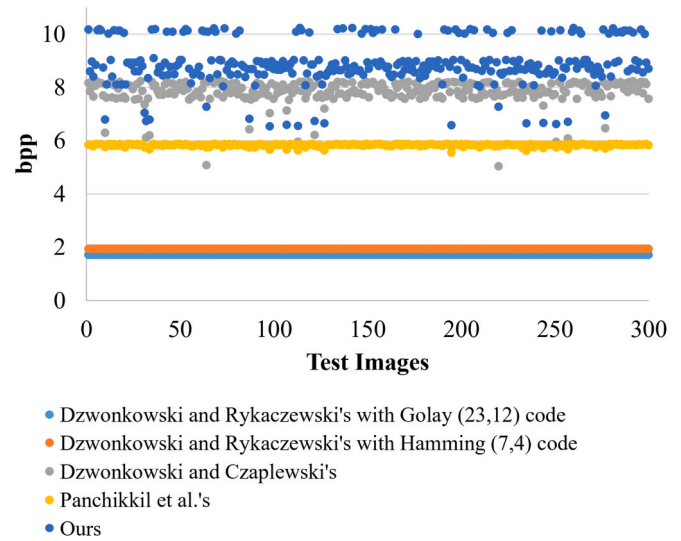 10
8
6
4
2
0
bpp
0 50 100 150 200 250 300
Test Images
Dzwonkowski and Rykaczewski's with Golay (23,12) code
Dzwonkowski and Rykaczewski's with Hamming (7,4) code
Dzwonkowski and Czaplewski's
Panchikkil et al.'s
Ours